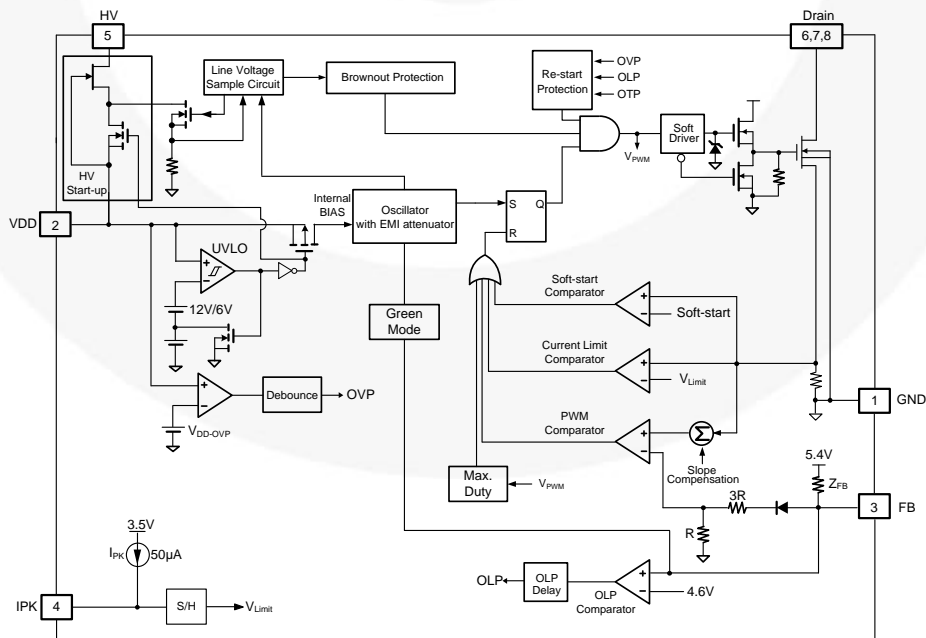 HV
5
Drain
6,7,8
Line Voltage
Sample Circuit
Brownout Protection
Re-start
Protection
OVP
OLP
OTP
Soft
Driver
VPWM
HV
Start-up
VDD
2
Internal
BIAS
Oscillator
with EMI attenuator
S
Q
R
UVLO
12V/6V
Green
Mode
Soft-start
Comparator
Soft-start
Current Limit
Comparator
VLimit
Debounce
OVP
VDD-OVP
PWM
Comparator
Σ
Slope
Compensation
1
GND
5.4V
ZFB
Max.
Duty
VPWM
3R
R
3
FB
3.5V
IPK
50µA
OLP
OLP
Delay
OLP
Comparator
4.6V
IPK
4
S/H
VLimit
+
−
+
−
+
−
+
−
+
−
+
−